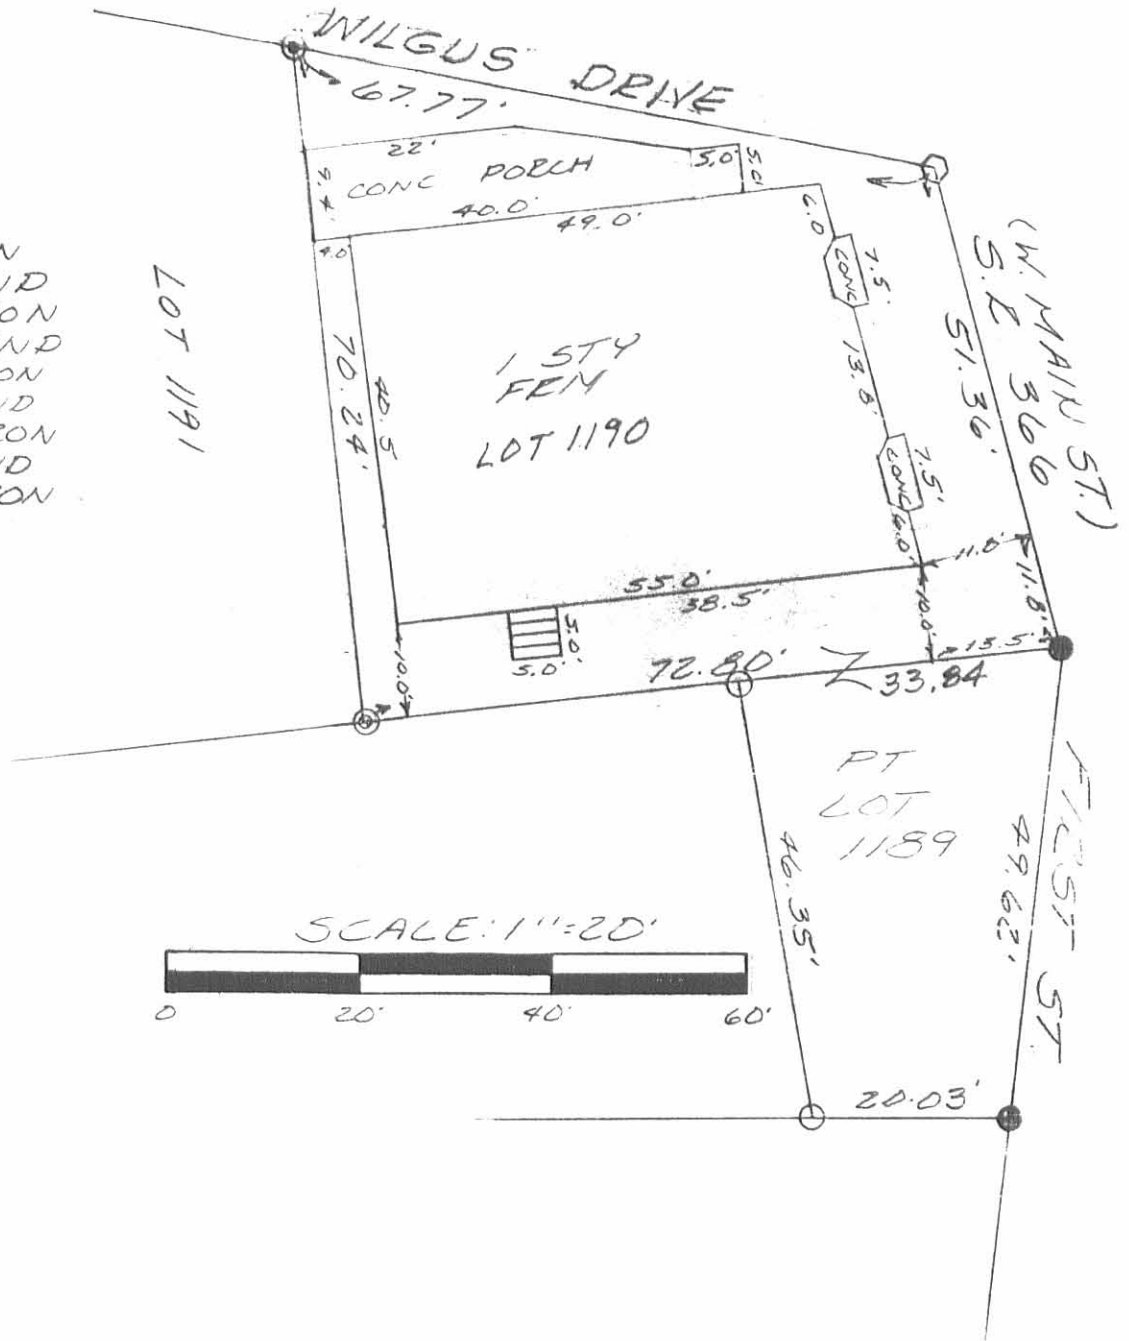 WILGUS DRIVE
67.77'
22'
5.0'
5.0'
9.4'
CONC PORCH
40.0'
49.0'
4.0
6.0
CONC
7.5'
(W. MAIN ST.)
S.R. 366
51.36'
LOT 1191
70.24'
40.5
1 STY
FRM
LOT 1190
13.8'
CONC
7.5'
6.0'
11.0'
11.8'
55.0'
38.5'
10.0'
13.5'
5.0'
5.0'
10.0'
72.80'
Z
33.84
PT
LOT
1189
FIRST ST
46.35'
49.62'
SCALE: 1"=20'
0 20' 40' 60'
20.03'